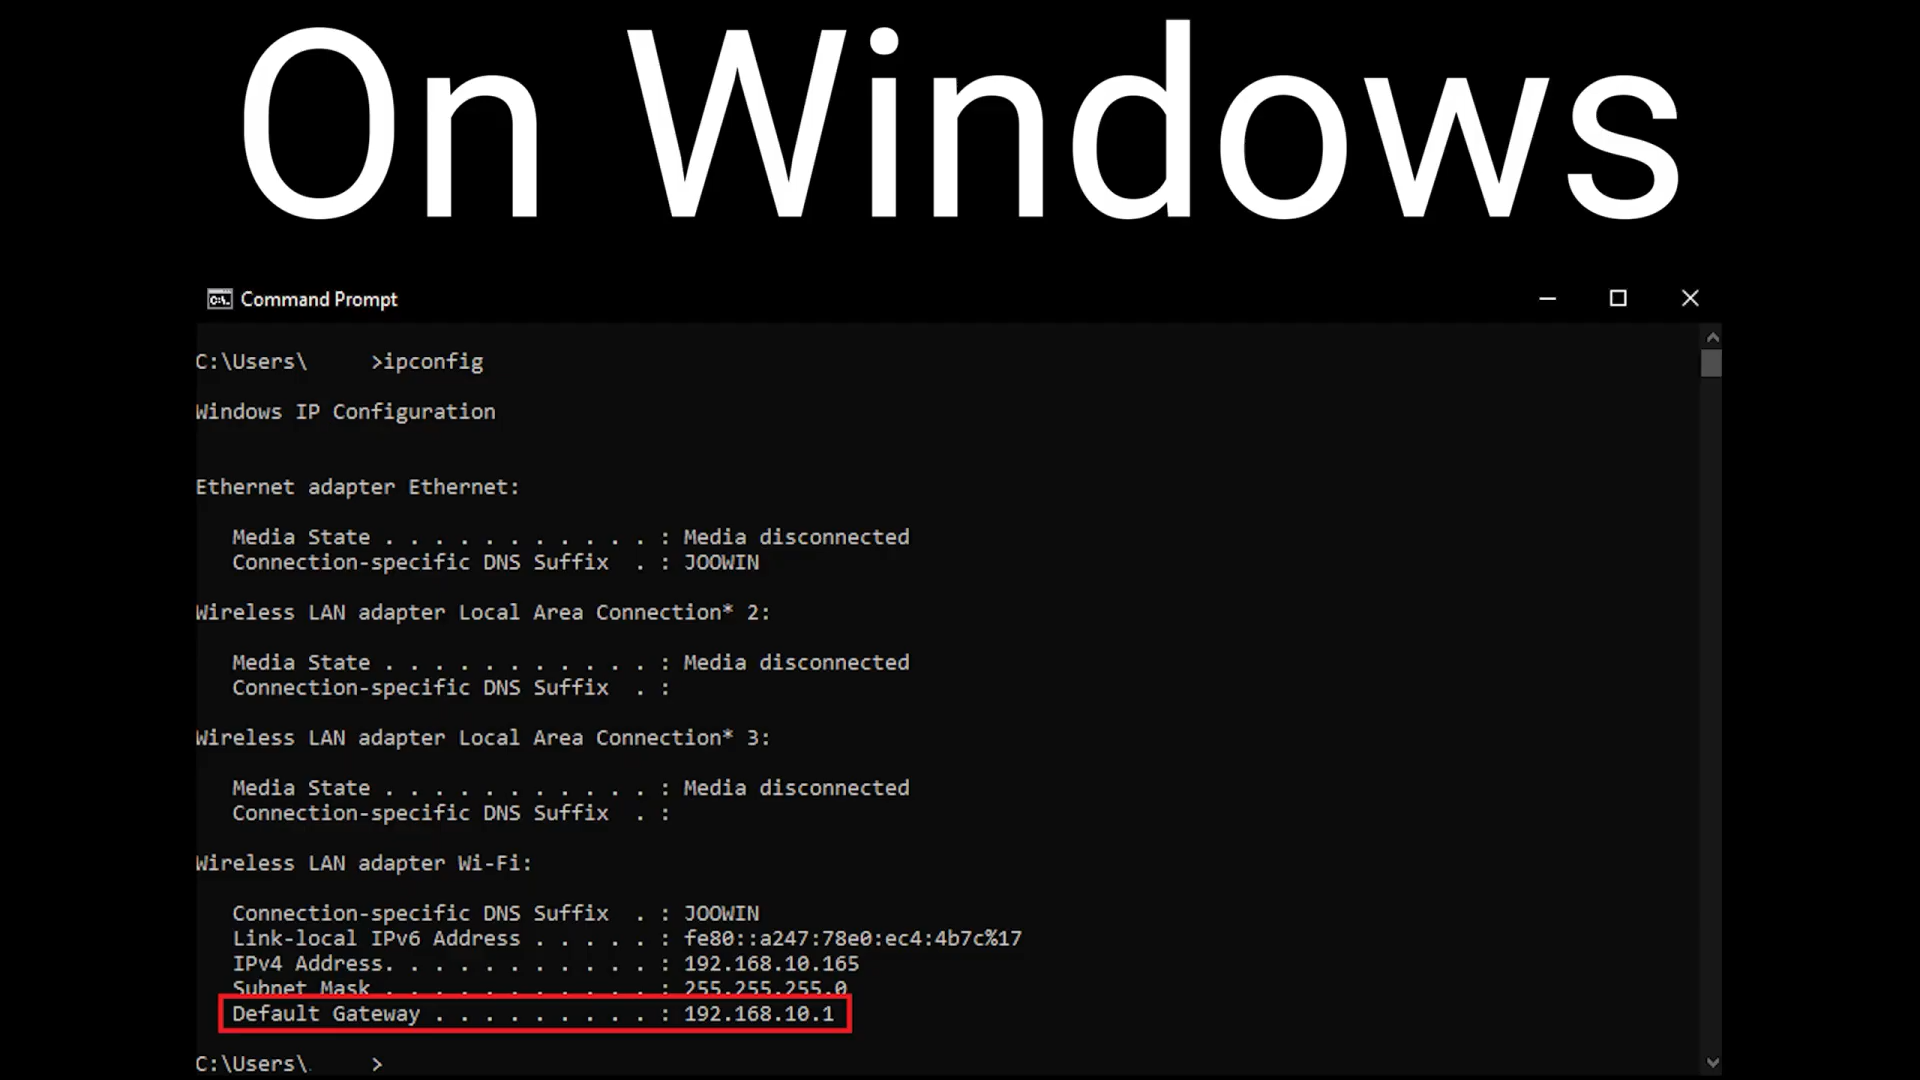 On Windows
Command Prompt
C:\Users\     >ipconfig
Windows IP Configuration
Ethernet adapter Ethernet:
Media State . . . . . . . . . . . : Media disconnected
Connection-specific DNS Suffix  . : JOOWIN
Wireless LAN adapter Local Area Connection* 2:
Media State . . . . . . . . . . . : Media disconnected
Connection-specific DNS Suffix  . :
Wireless LAN adapter Local Area Connection* 3:
Media State . . . . . . . . . . . : Media disconnected
Connection-specific DNS Suffix  . :
Wireless LAN adapter Wi-Fi:
Connection-specific DNS Suffix  . : JOOWIN
Link-local IPv6 Address . . . . . : fe80::a247:78e0:ec4:4b7c%17
IPv4 Address. . . . . . . . . . . : 192.168.10.165
Subnet Mask . . . . . . . . . . . : 255.255.255.0
Default Gateway . . . . . . . . . : 192.168.10.1
C:\Users\     >